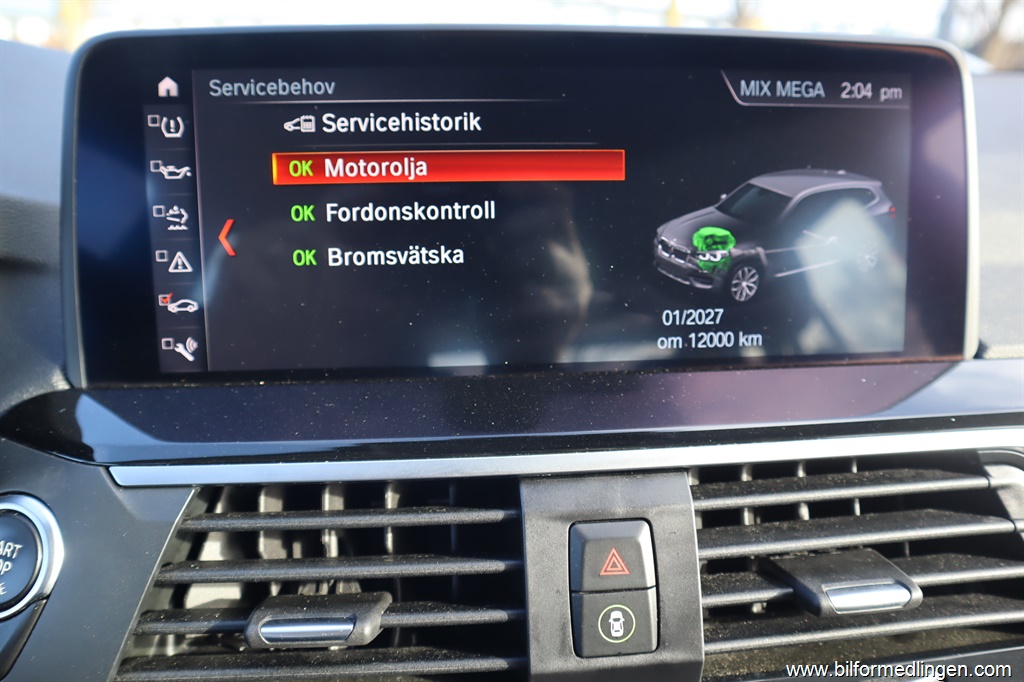 Servicebehov
MIX MEGA 2:04 pm
Servicehistorik
OK Motorolja
OK Fordonskontroll
OK Bromsvätska
01/2027
om 12000 km
www.bilformedlingen.com